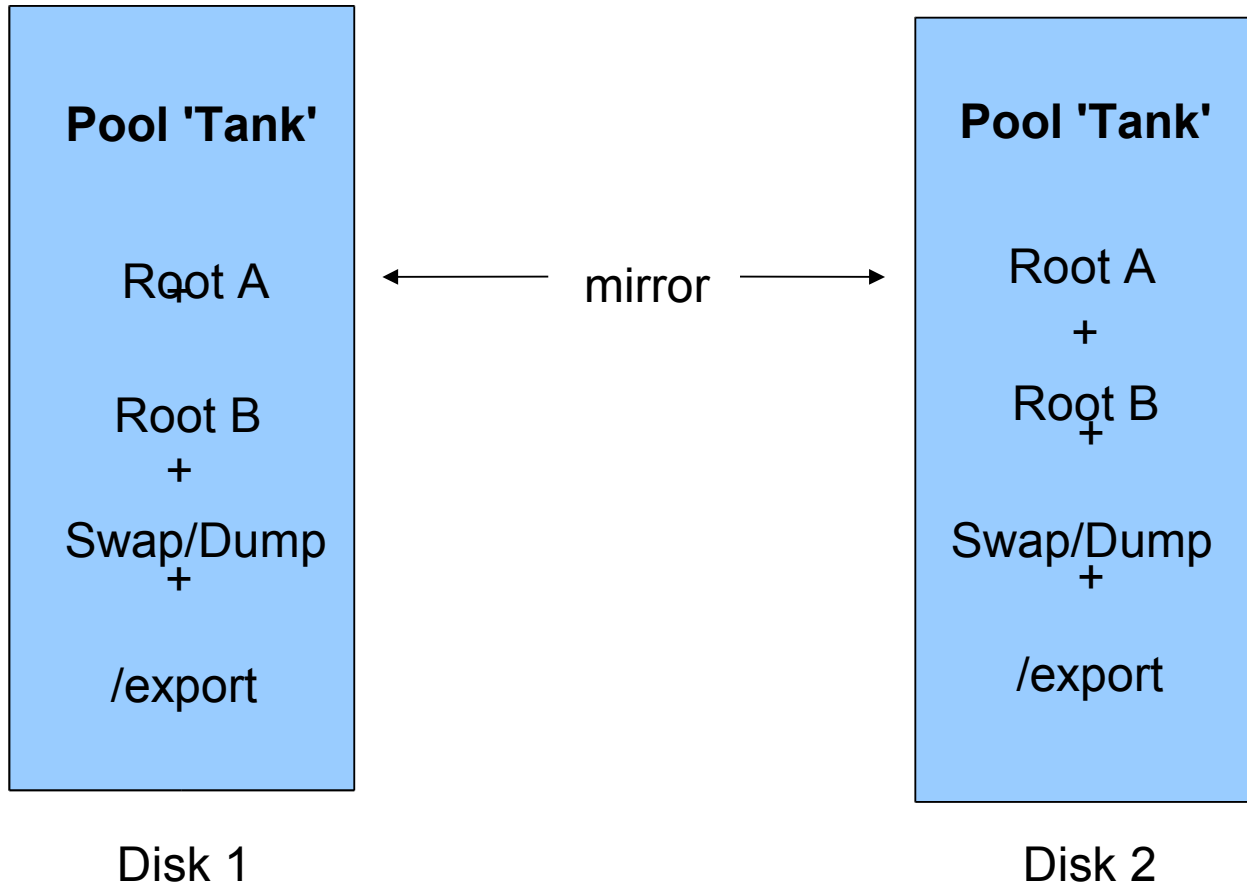 Pool 'Tank'
Root A
+
Root B
+
Swap/Dump
+
/export
Disk 1
mirror
Pool 'Tank'
Root A
+
Root B
+
Swap/Dump
+
/export
Disk 2